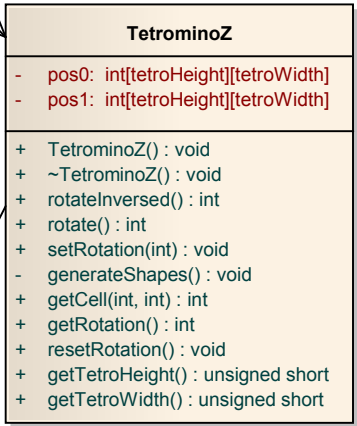 TetrominoZ
- pos0: int[tetroHeight][tetroWidth]
- pos1: int[tetroHeight][tetroWidth]
+ TetrominoZ() : void
+ ~TetrominoZ() : void
+ rotateInversed() : int
+ rotate() : int
+ setRotation(int) : void
- generateShapes() : void
+ getCell(int, int) : int
+ getRotation() : int
+ resetRotation() : void
+ getTetroHeight() : unsigned short
+ getTetroWidth() : unsigned short